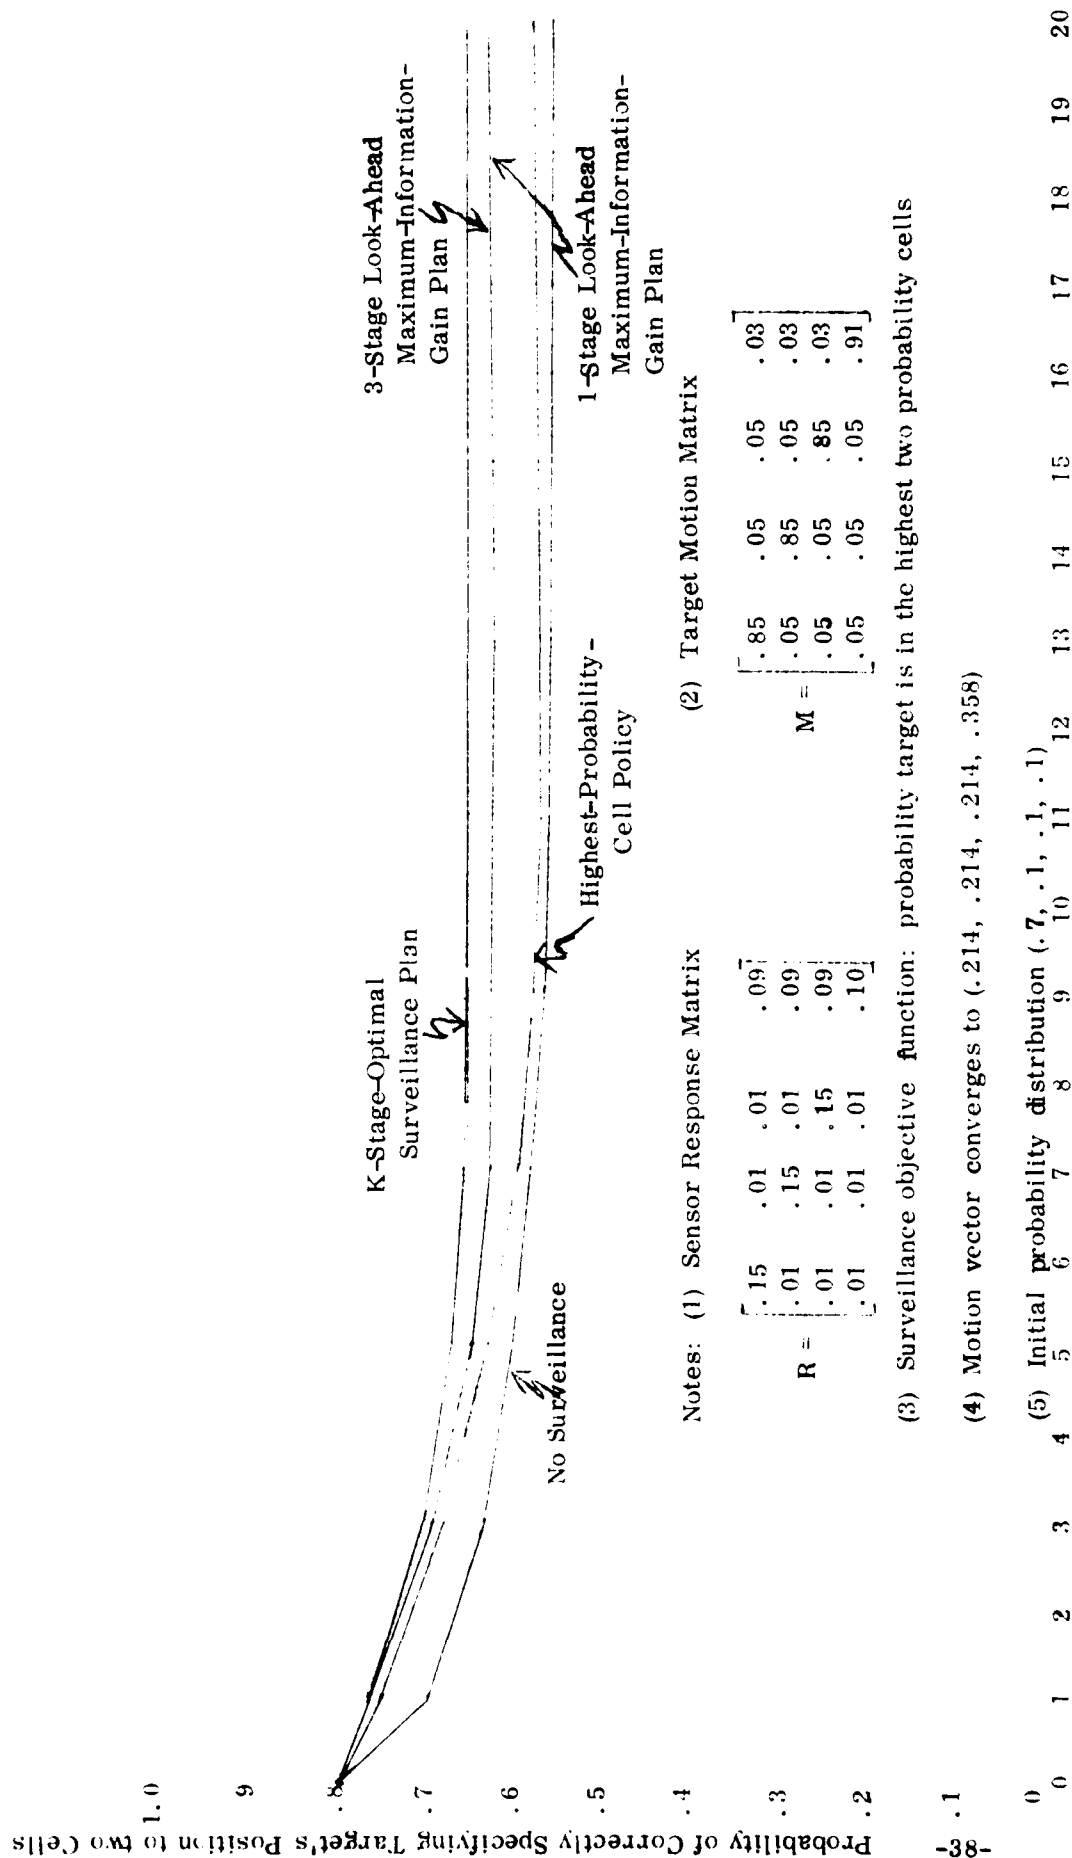 Probability of Correctly Specifying Target's Position to two Cells
1.0
.9
.8
.7
.6
.5
.4
.3
.2
.1
0
3-Stage Look-Ahead
Maximum-Information-
Gain Plan
K-Stage-Optimal
Surveillance Plan
1-Stage Look-Ahead
Maximum-Information-
Gain Plan
Highest-Probability-
Cell Policy
No Surveillance
Notes: (1) Sensor Response Matrix
R =
.15 .01 .01 .09
.01 .15 .01 .09
.01 .01 .15 .09
.01 .01 .01 .10
(2) Target Motion Matrix
M =
.85 .05 .05 .03
.05 .85 .05 .03
.05 .05 .85 .03
.05 .05 .05 .91
(3) Surveillance objective function: probability target is in the highest two probability cells
(4) Motion vector converges to (.214, .214, .214, .358)
(5) Initial probability distribution (.7, .1, .1, .1)
0 1 2 3 4 5 6 7 8 9 10 11 12 13 14 15 16 17 18 19 20
-38-